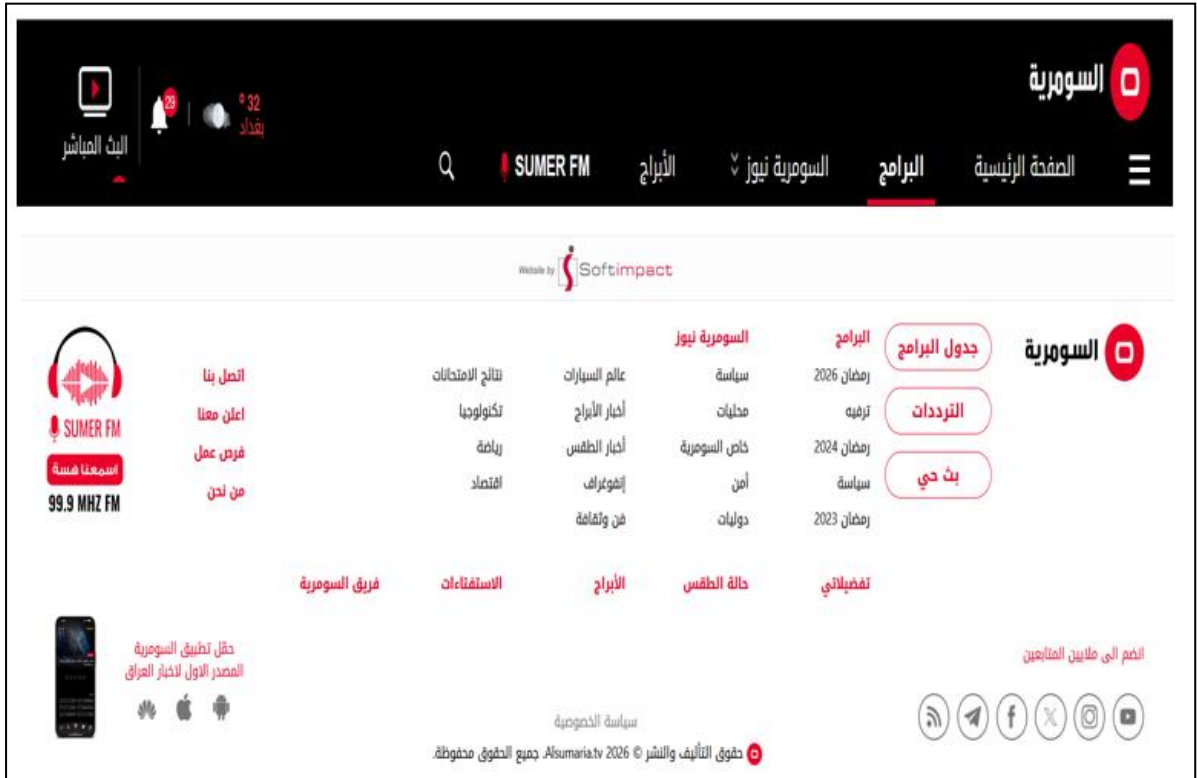 السومرية
32 °
بغداد
29
البث المباشر
الصفحة الرئيسية
البرامج
السومرية نيوز
الأبراج
SUMER FM
Website by Softimpact
السومرية
جدول البرامج
الترددات
بث حي
البرامج
رمضان 2026
ترفيه
رمضان 2024
سياسة
رمضان 2023
السومرية نيوز
سياسة
محليات
خاص السومرية
أمن
دوليات
عالم السيارات
أخبار الأبراج
أخبار الطقس
إنفوغراف
فن وثقافة
نتائج الامتحانات
تكنولوجيا
رياضة
اقتصاد
اتصل بنا
اعلن معنا
فرص عمل
من نحن
SUMER FM
اسمعنا هسة
99.9 MHZ FM
تفضيلاتي
حالة الطقس
الأبراج
الاستفتاءات
فريق السومرية
انضم الى ملايين المتابعين
حمّل تطبيق السومرية
المصدر الاول لاخبار العراق
سياسة الخصوصية
حقوق التأليف والنشر © 2026 Alsumaria.tv. جميع الحقوق محفوظة.